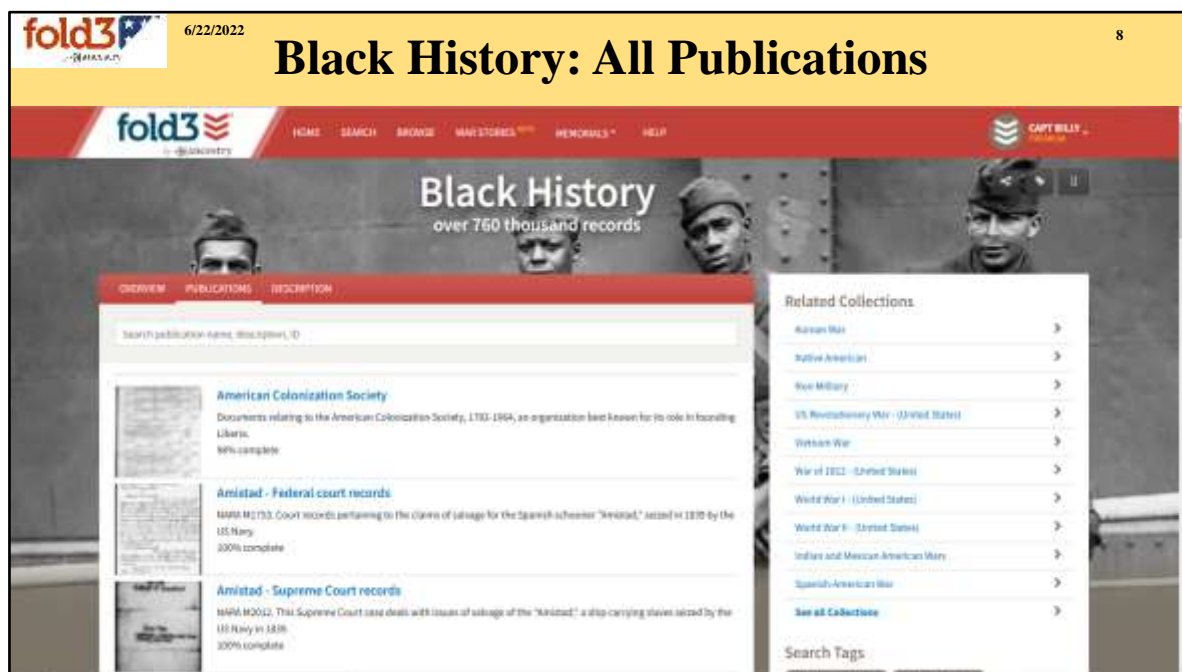 fold3
by ancestry
6/22/2022
8
Black History: All Publications
fold3
by ancestry
HOME SEARCH BROWSE WAR STORIES BETA MEMORIALS HELP
CAPT BILLY
PREMIUM
Black History
over 760 thousand records
OVERVIEW PUBLICATIONS DESCRIPTION
Search publication name, description, ID
American Colonization Society
Documents relating to the American Colonization Society, 1792-1964, an organization best known for its role in founding
Liberia.
98% complete
Amistad - Federal court records
NARA M1753. Court records pertaining to the claims of salvage for the Spanish schooner "Amistad," seized in 1839 by the
US Navy.
100% complete
Amistad - Supreme Court records
NARA M2012. This Supreme Court case deals with issues of salvage of the "Amistad," a ship carrying slaves seized by the
US Navy in 1839.
100% complete
Related Collections
Korean War
Native American
Non-Military
US Revolutionary War - (United States)
Vietnam War
War of 1812 - (United States)
World War I - (United States)
World War II - (United States)
Indian and Mexican American Wars
Spanish-American War
See all Collections
Search Tags